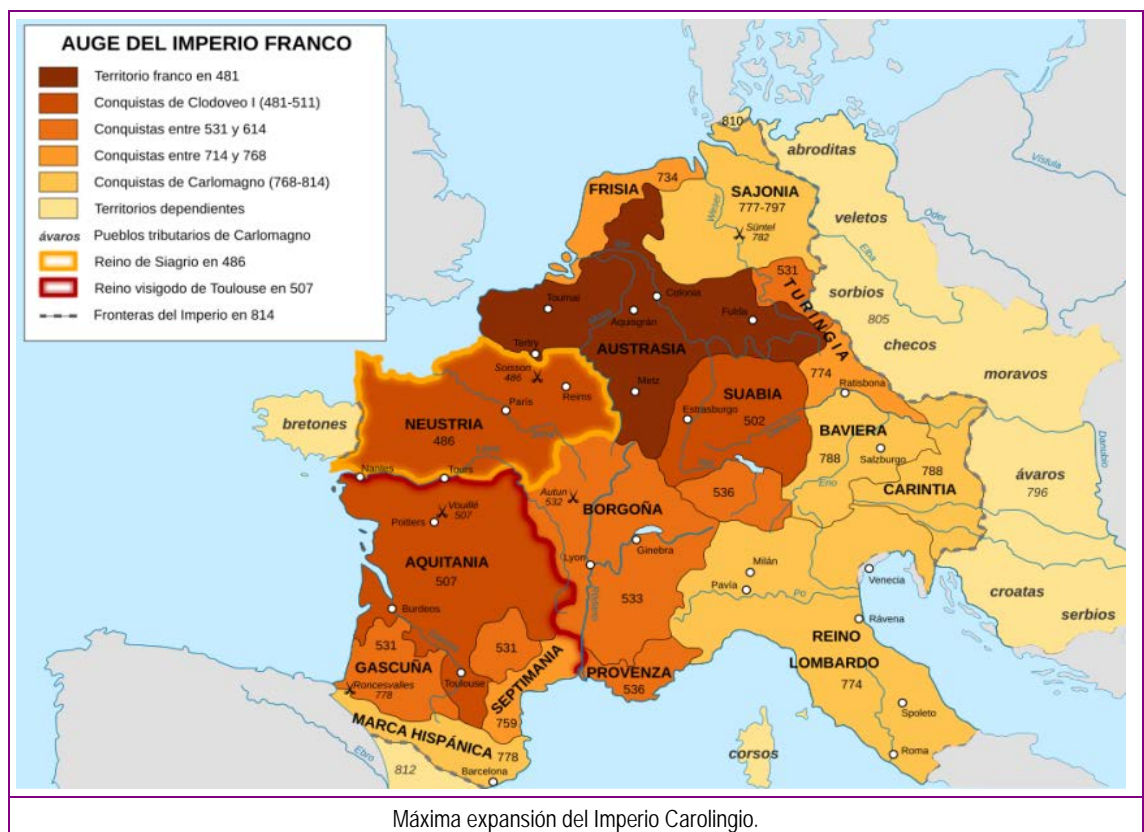 AUGE DEL IMPERIO FRANCO
Territorio franco en 481
Conquistas de Clodoveo I (481-511)
Conquistas entre 531 y 614
Conquistas entre 714 y 768
Conquistas de Carlomagno (768-814)
Territorios dependientes
ávaros Pueblos tributarios de Carlomagno
Reino de Siagrio en 486
Reino visigodo de Toulouse en 507
Fronteras del Imperio en 814
810
abroditas
Vístula
FRISIA
734
SAJONIA
777-797
Weser
Süntel
782
veletos
Oder
Elba
531
TURINGIA
sorbios
805
checos
moravos
Tournai
Colonia
Aquisgrán
Fulda
AUSTRASIA
Tertry
Soisson
486
Metz
Reims
París
NEUSTRIA
486
bretones
Nantes
Tours
Estrasburgo
SUABIA
502
774
Ratisbona
BAVIERA
788
Salzburgo
788
CARINTIA
Eno
Danubio
ávaros
796
536
Autun
532
BORGOÑA
Ginebra
Lyon
533
Ródano
Vouillé
507
Poitiers
AQUITANIA
507
Burdeos
531
GASCUÑA
531
Toulouse
Roncesvalles
778
SEPTIMANIA
759
PROVENZA
536
MARCA HISPÁNICA 778
812
Ebro
Barcelona
Milán
Pavía
Po
Venecia
Rávena
REINO
LOMBARDO
774
Spoleto
Roma
corsos
croatas
serbios
Máxima expansión del Imperio Carolingio.